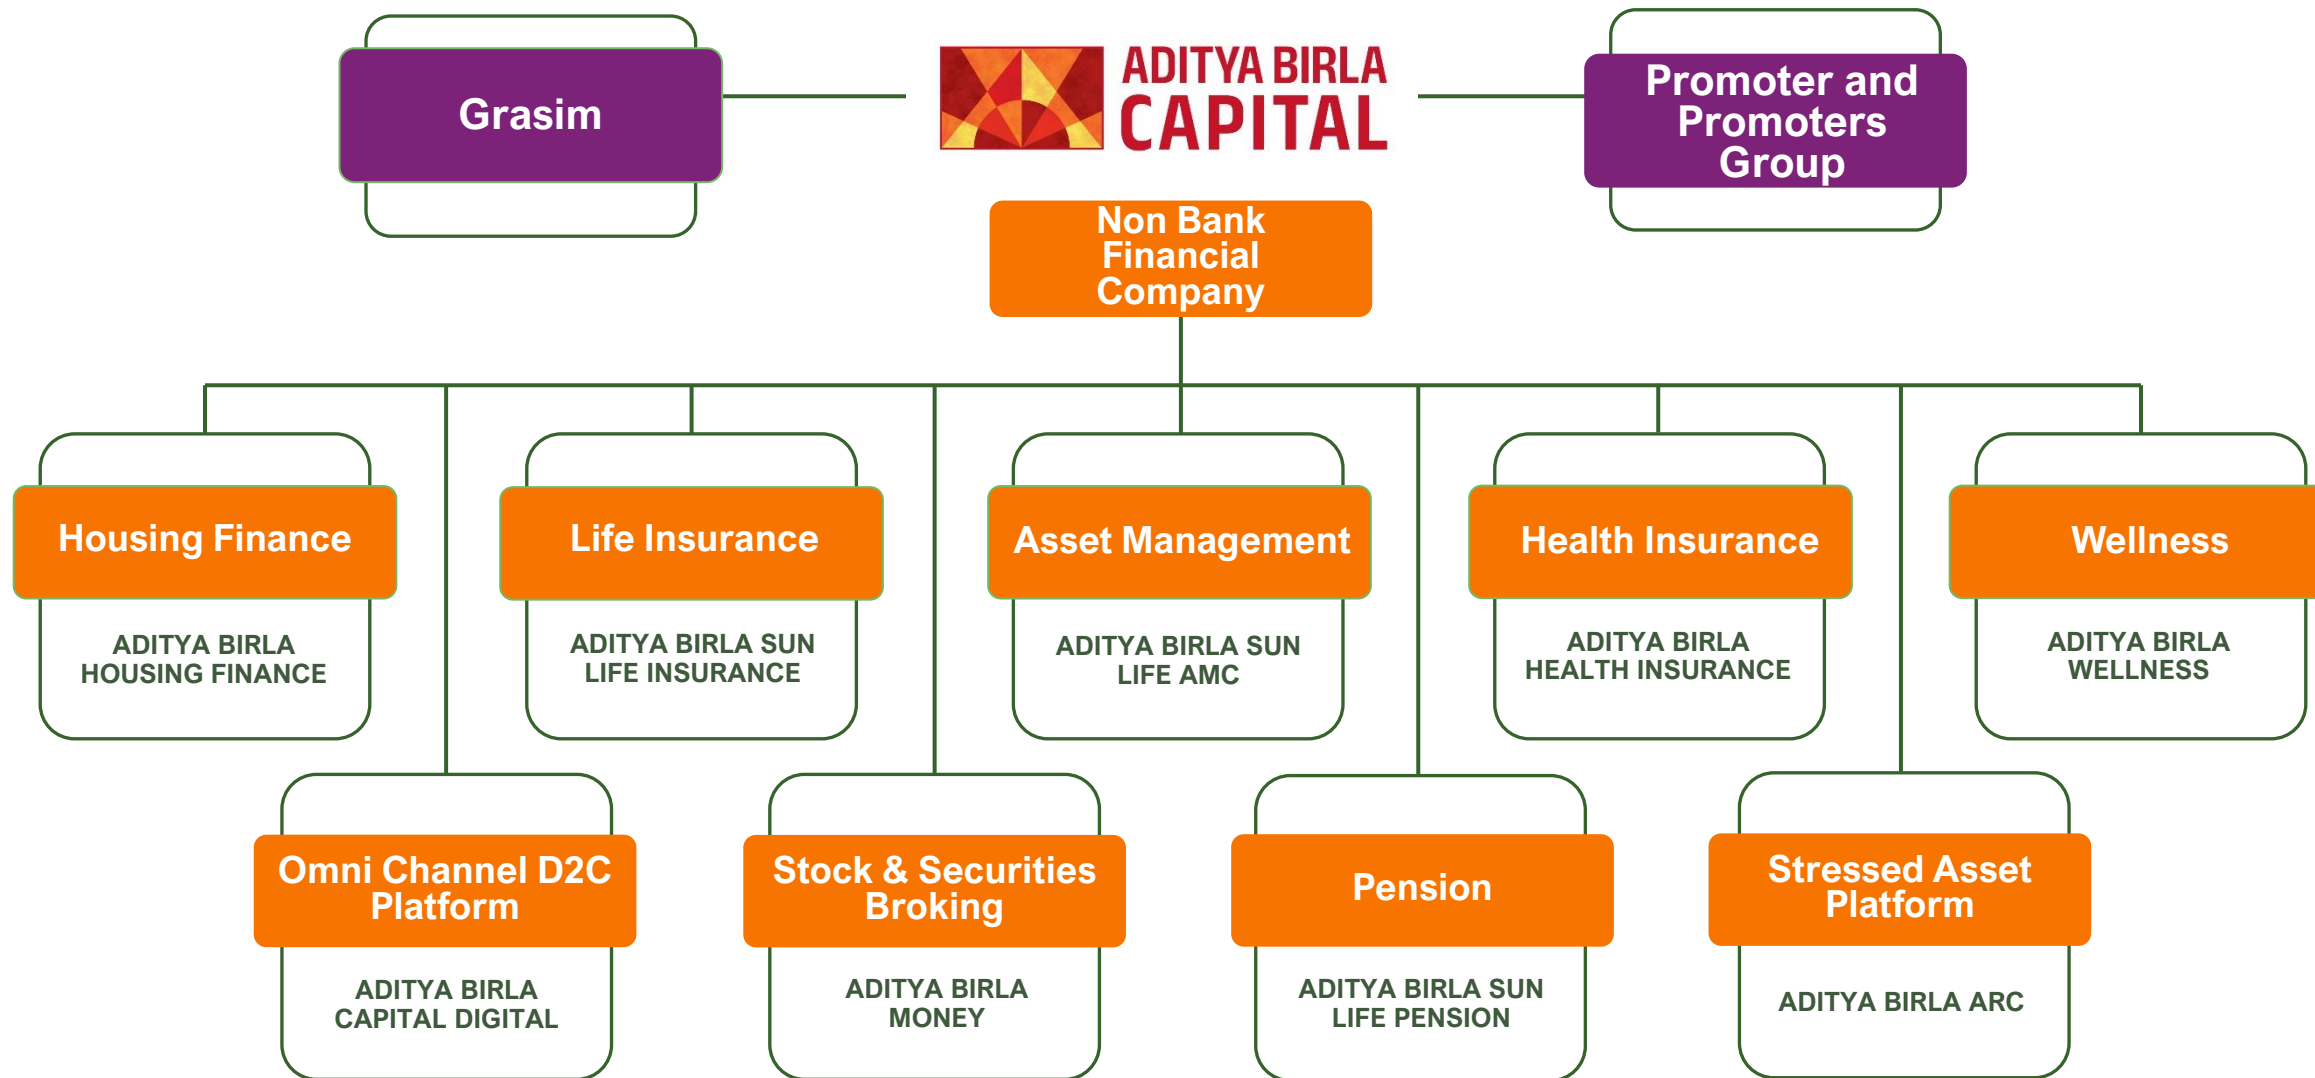 Grasim
ADITYA BIRLA
CAPITAL
Promoter and
Promoters
Group
Non Bank
Financial
Company
Housing Finance
ADITYA BIRLA
HOUSING FINANCE
Life Insurance
ADITYA BIRLA SUN
LIFE INSURANCE
Asset Management
ADITYA BIRLA SUN
LIFE AMC
Health Insurance
ADITYA BIRLA
HEALTH INSURANCE
Wellness
ADITYA BIRLA
WELLNESS
Omni Channel D2C
Platform
ADITYA BIRLA
CAPITAL DIGITAL
Stock & Securities
Broking
ADITYA BIRLA
MONEY
Pension
ADITYA BIRLA SUN
LIFE PENSION
Stressed Asset
Platform
ADITYA BIRLA ARC